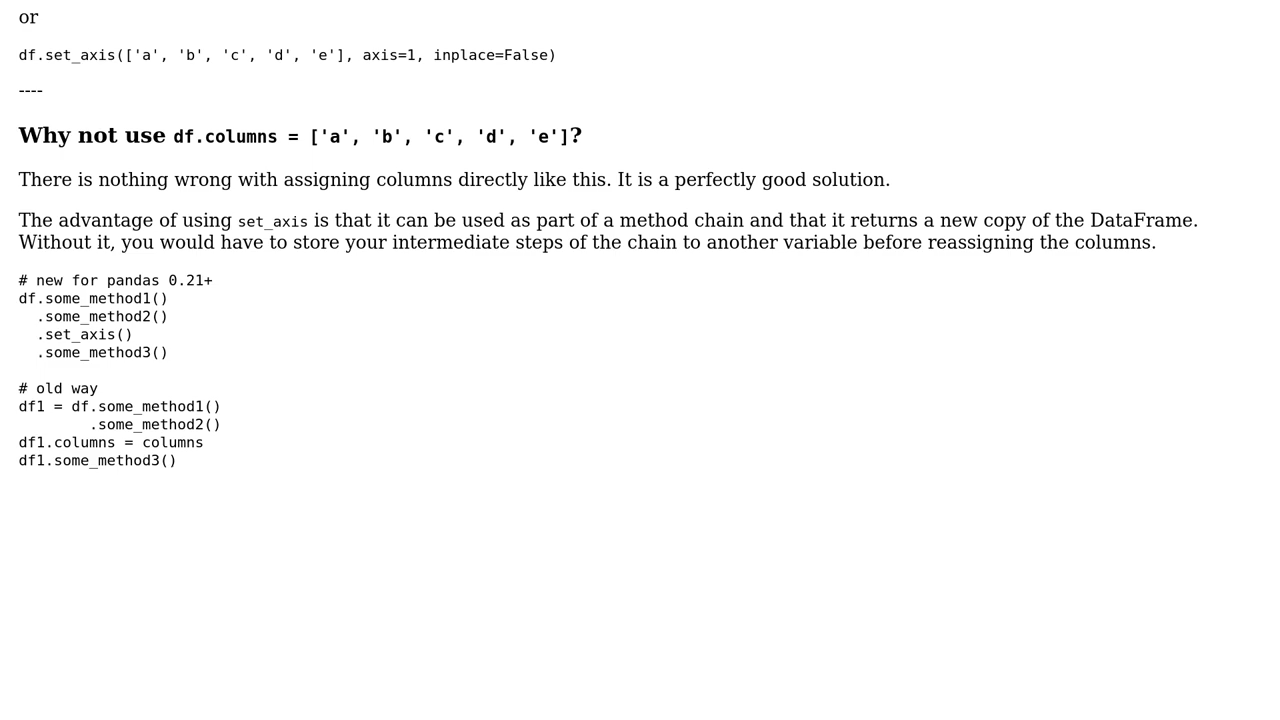 or
df.set_axis(['a', 'b', 'c', 'd', 'e'], axis=1, inplace=False)
----
Why not use df.columns = ['a', 'b', 'c', 'd', 'e']?
There is nothing wrong with assigning columns directly like this. It is a perfectly good solution.
The advantage of using set_axis is that it can be used as part of a method chain and that it returns a new copy of the DataFrame.
Without it, you would have to store your intermediate steps of the chain to another variable before reassigning the columns.
# new for pandas 0.21+
df.some_method1()
  .some_method2()
  .set_axis()
  .some_method3()
# old way
df1 = df.some_method1()
        .some_method2()
df1.columns = columns
df1.some_method3()